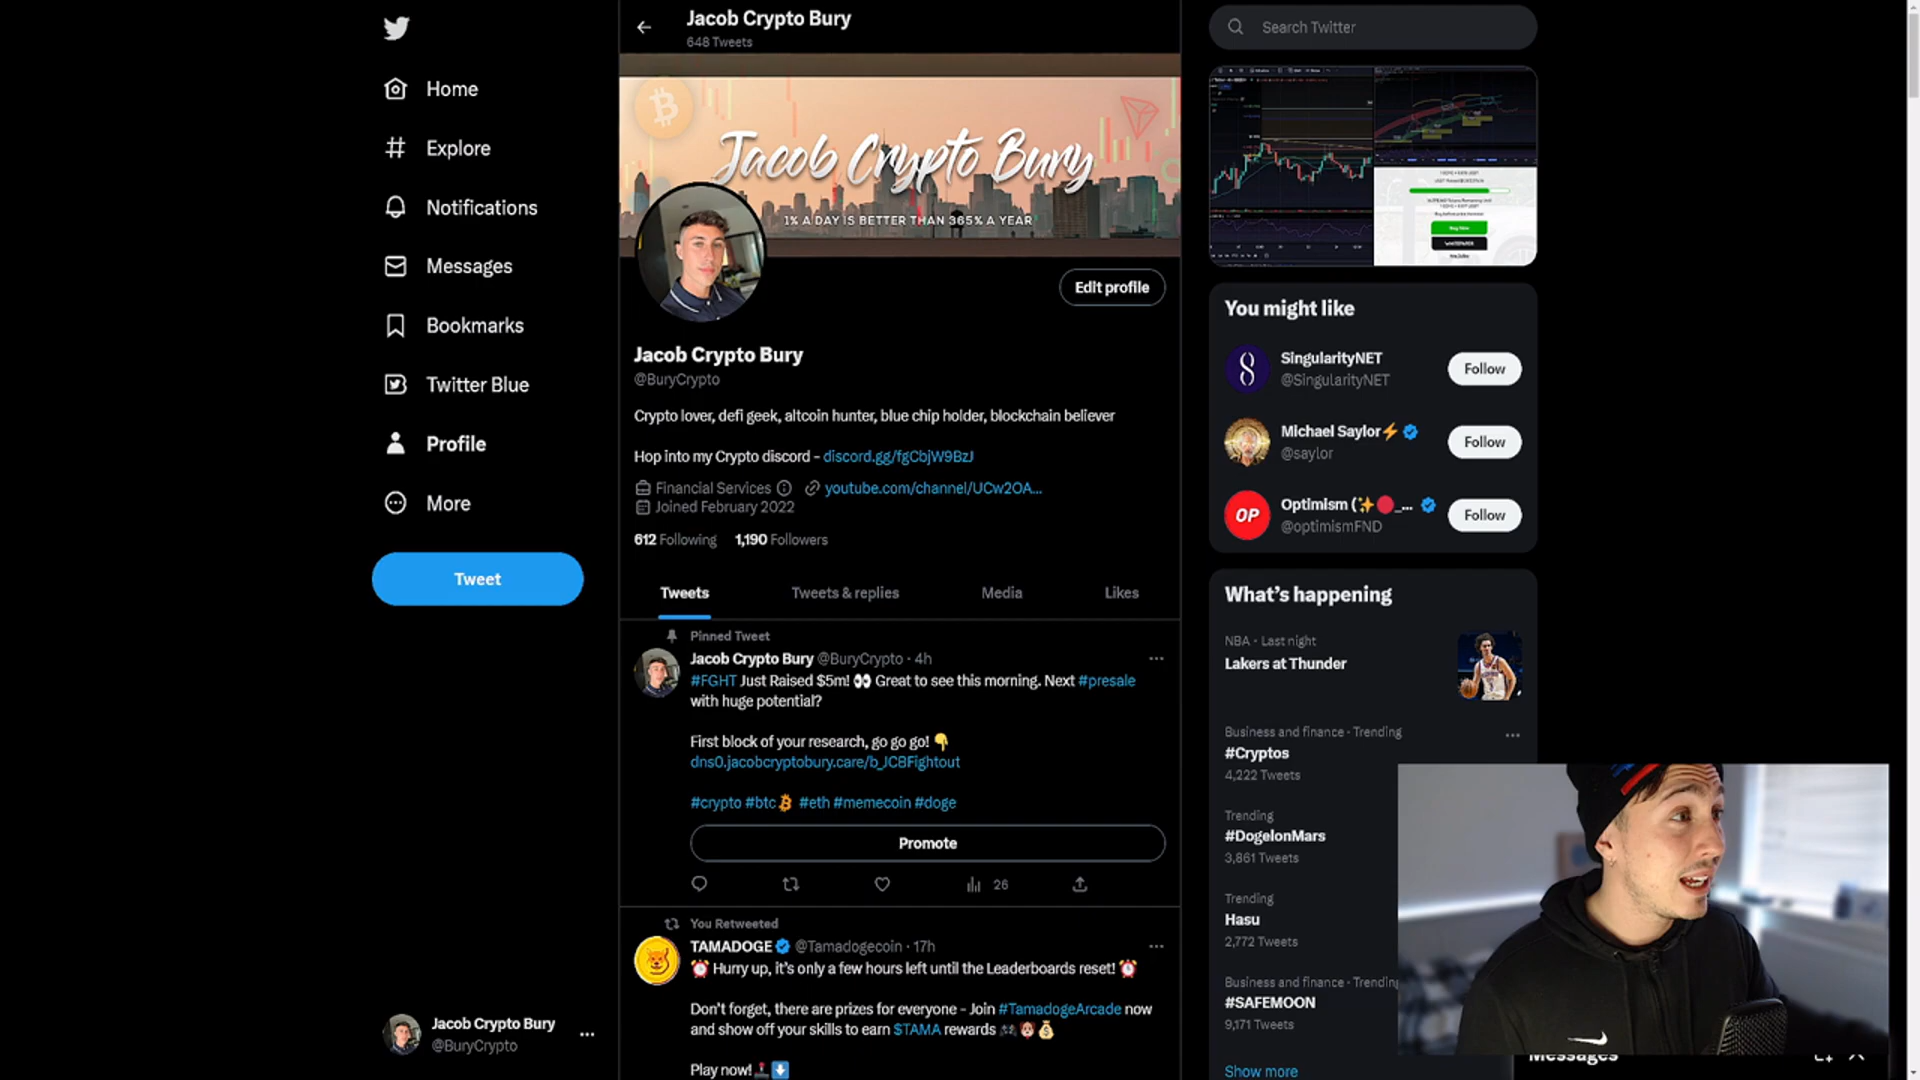 Home
Explore
Notifications
Messages
Bookmarks
Twitter Blue
Profile
More
Tweet
Jacob Crypto Bury
@BuryCrypto
Jacob Crypto Bury
648 Tweets
Jacob Crypto Bury
1% A DAY IS BETTER THAN 365% A YEAR
Edit profile
Jacob Crypto Bury
@BuryCrypto
Crypto lover, defi geek, altcoin hunter, blue chip holder, blockchain believer
Hop into my Crypto discord - discord.gg/fgCbjW9BzJ
Financial Services youtube.com/channel/UCw2OA...
Joined February 2022
612 Following 1,190 Followers
Tweets Tweets & replies Media Likes
Pinned Tweet
Jacob Crypto Bury @BuryCrypto · 4h
#FGHT Just Raised $5m! 👀 Great to see this morning. Next #presale
with huge potential?
First block of your research, go go go! 👇
dns0.jacobcryptobury.care/b_JCBFightout
#crypto #btc #eth #memecoin #doge
Promote
26
You Retweeted
TAMADOGE @Tamadogecoin · 17h
⏰ Hurry up, it's only a few hours left until the Leaderboards reset! ⏰
Don't forget, there are prizes for everyone - Join #TamadogeArcade now
and show off your skills to earn $TAMA rewards 🎮🐶💰
Play now! 🕹️⬇️
Search Twitter
Buy Now
WHITEPAPER
You might like
SingularityNET
@SingularityNET
Follow
Michael Saylor⚡
@saylor
Follow
OP
Optimism (✨🔴_...
@optimismFND
Follow
What's happening
NBA · Last night
Lakers at Thunder
Business and finance · Trending
#Cryptos
4,222 Tweets
Trending
#DogelonMars
3,861 Tweets
Trending
Hasu
2,772 Tweets
Business and finance · Trending
#SAFEMOON
9,171 Tweets
Show more
Messages